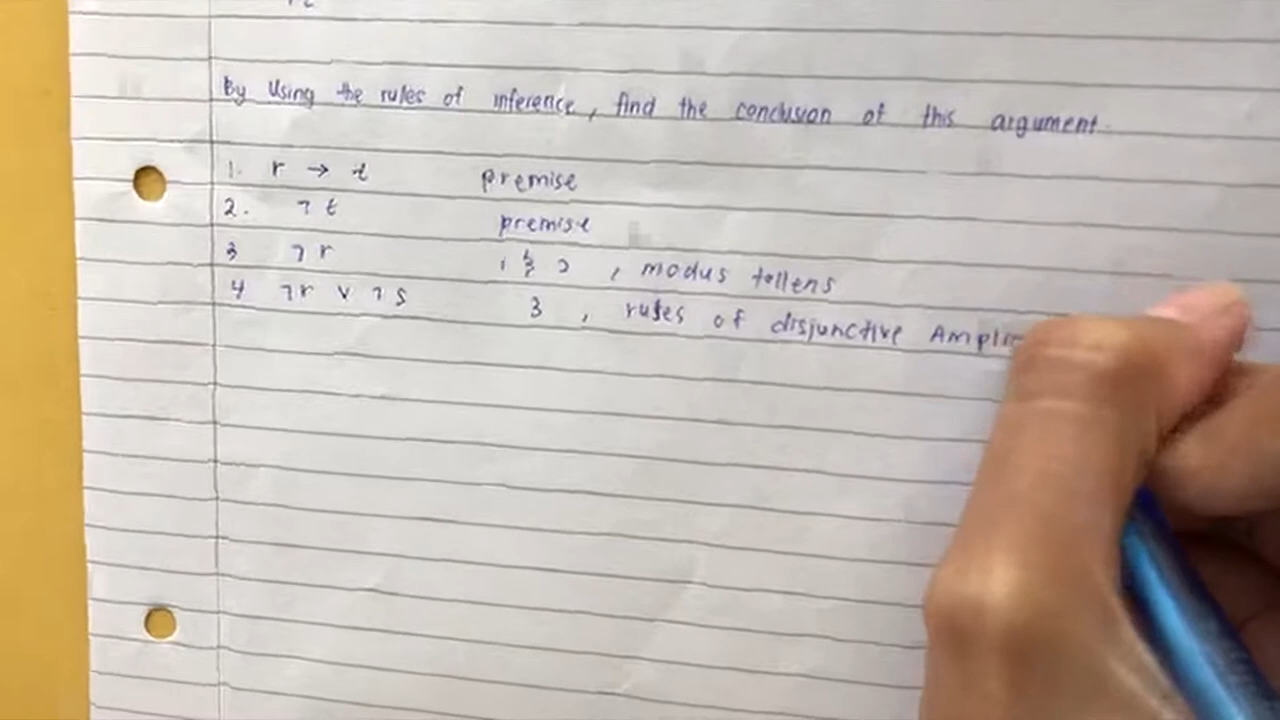 By Using the rules of inference, find the conclusion of this argument.
1. r → t premise
2. ¬ t premise
3 ¬ r 1 & 2 , modus tollens
4 ¬r v ¬ s 3 , rules of disjunctive